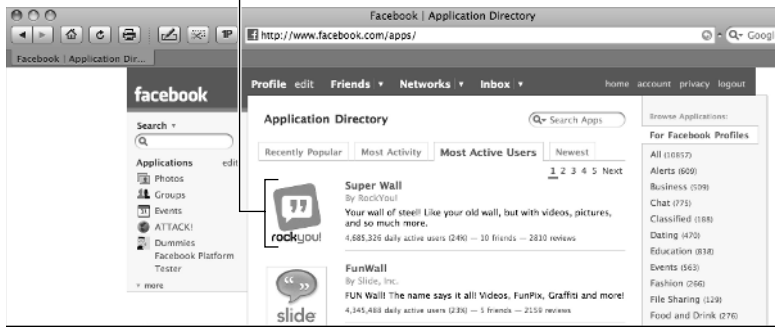 Facebook | Application Directory
http://www.facebook.com/apps/
Googl
Facebook | Application Dir...
facebook
Profile edit Friends Networks Inbox home account privacy logout
Search
Applications edit
Photos
Groups
31 Events
ATTACK!
Dummies
Facebook Platform
Tester
more
Application Directory
Search Apps
Recently Popular Most Activity Most Active Users Newest
1 2 3 4 5 Next
rockyou!
Super Wall
By RockYou!
Your wall of steel! Like your old wall, but with videos, pictures,
and so much more.
4,685,326 daily active users (24%) — 10 friends — 2810 reviews
slide
FunWall
By Slide, Inc.
FUN Wall! The name says it all! Videos, FunPix, Graffiti and more!
4,345,488 daily active users (23%) — 5 friends — 2159 reviews
Browse Applications:
For Facebook Profiles
All (10857)
Alerts (609)
Business (509)
Chat (775)
Classified (188)
Dating (470)
Education (838)
Events (563)
Fashion (266)
File Sharing (129)
Food and Drink (276)